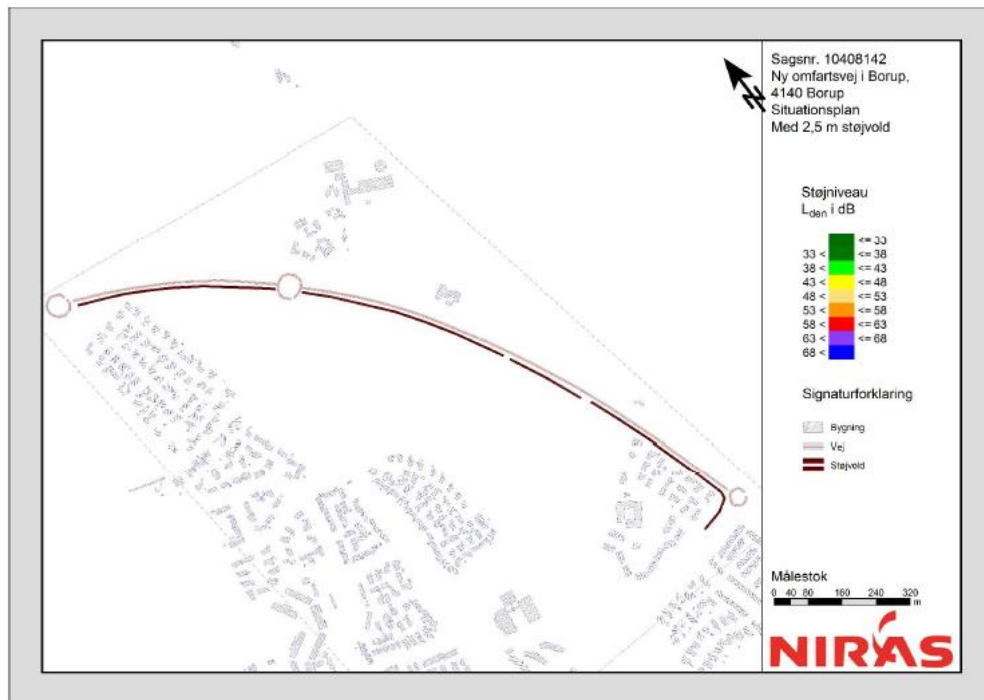 Sagsnr. 10408142
Ny omfartsvej i Borup,
4140 Borup
Situationsplan
Med 2,5 m støjvold
N
Støjniveau
Lden i dB
<= 33
33 < <= 38
38 < <= 43
43 < <= 48
48 < <= 53
53 < <= 58
58 < <= 63
63 < <= 68
68 <
Signaturforklaring
Bygning
Vej
Støjvold
Målestok
0 40 80 160 240 320
m
NIRAS